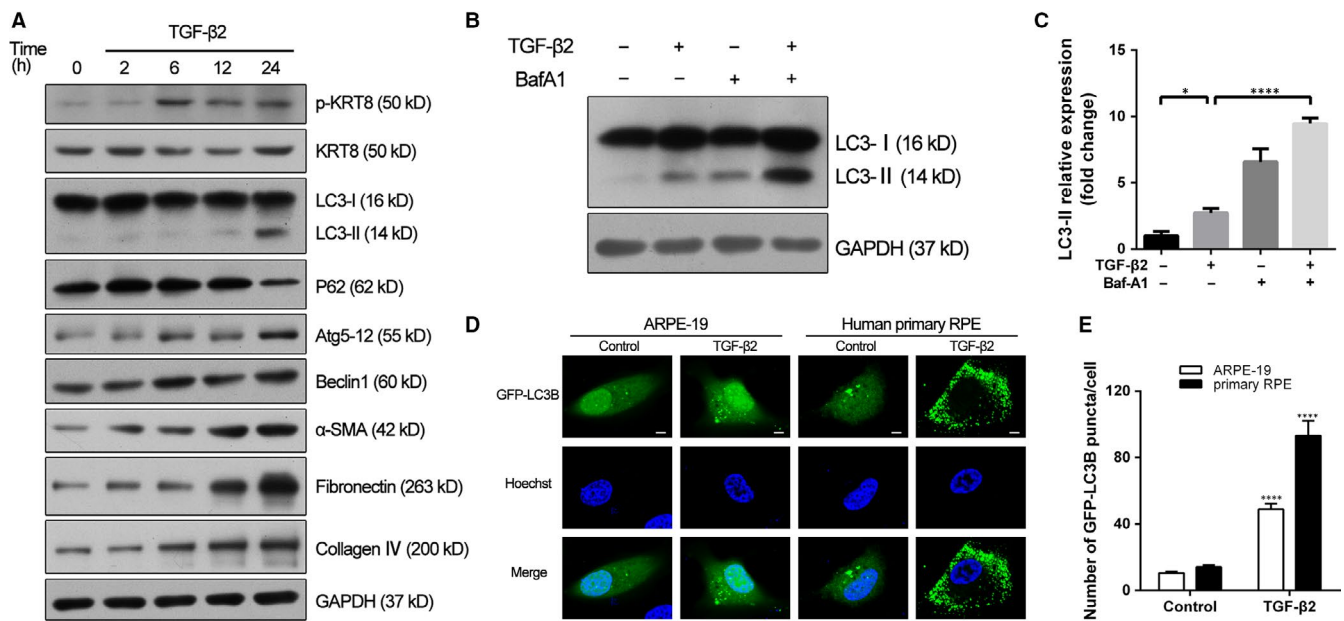 A
TGF-β2
Time
(h)
0 2 6 12 24
p-KRT8 (50 kD)
KRT8 (50 kD)
LC3-I (16 kD)
LC3-II (14 kD)
P62 (62 kD)
Atg5-12 (55 kD)
Beclin1 (60 kD)
α-SMA (42 kD)
Fibronectin (263 kD)
Collagen IV (200 kD)
GAPDH (37 kD)
B
TGF-β2 – + – +
BafA1 – – + +
LC3-Ⅰ (16 kD)
LC3-Ⅱ (14 kD)
GAPDH (37 kD)
C
LC3-II relative expression
(fold change)
15
10
5
0
* ****
TGF-β2 – + – +
Baf-A1 – – + +
D
ARPE-19 Human primary RPE
Control TGF-β2 Control TGF-β2
GFP-LC3B
Hoechst
Merge
E
Number of GFP-LC3B puncta/cell
ARPE-19
primary RPE
120
80
40
0
****
****
Control TGF-β2